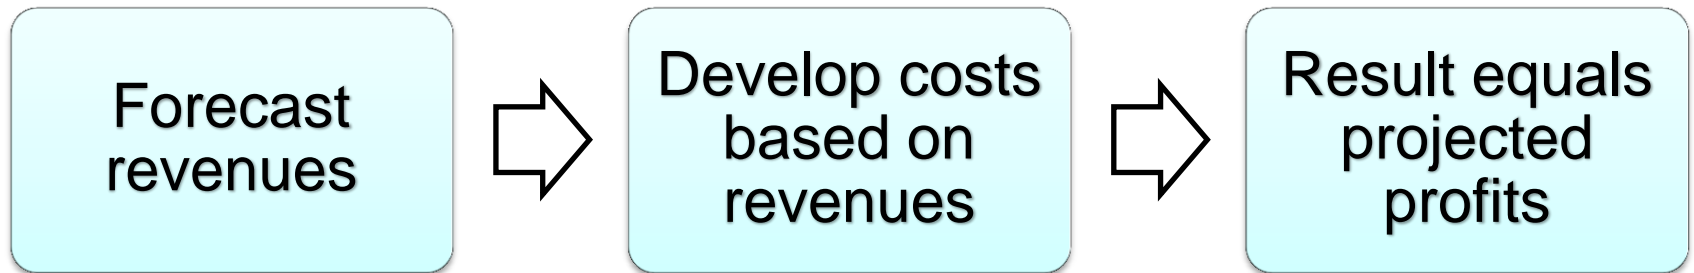 Forecast
revenues
Develop costs
based on
revenues
Result equals
projected
profits